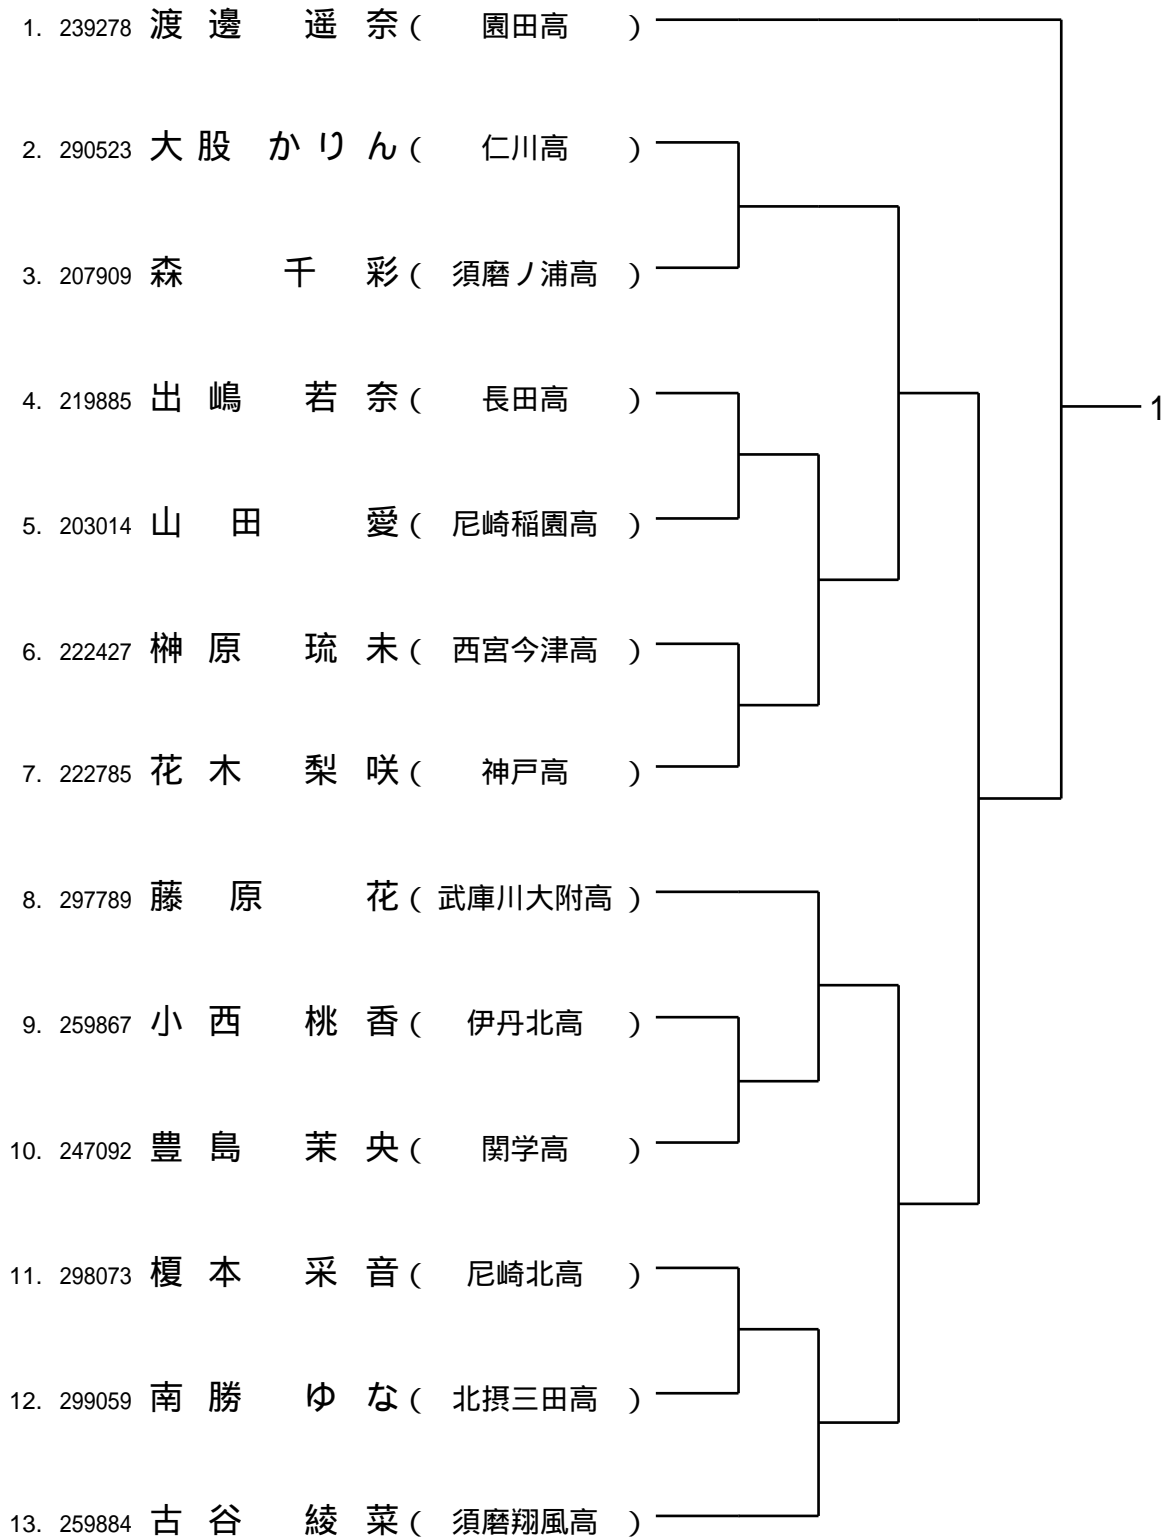 1. 239278 渡邊 遥奈 ( 園田高 )
2. 290523 大股 かりん ( 仁川高 )
3. 207909 森 千彩 ( 須磨ノ浦高 )
4. 219885 出嶋 若奈 ( 長田高 )
1
5. 203014 山田 愛 ( 尼崎稲園高 )
6. 222427 榊原 琉未 ( 西宮今津高 )
7. 222785 花木 梨咲 ( 神戸高 )
8. 297789 藤原 花 ( 武庫川大附高 )
9. 259867 小西 桃香 ( 伊丹北高 )
10. 247092 豊島 茉央 ( 関学高 )
11. 298073 榎本 采音 ( 尼崎北高 )
12. 299059 南勝 ゆな ( 北摂三田高 )
13. 259884 古谷 綾菜 ( 須磨翔風高 )